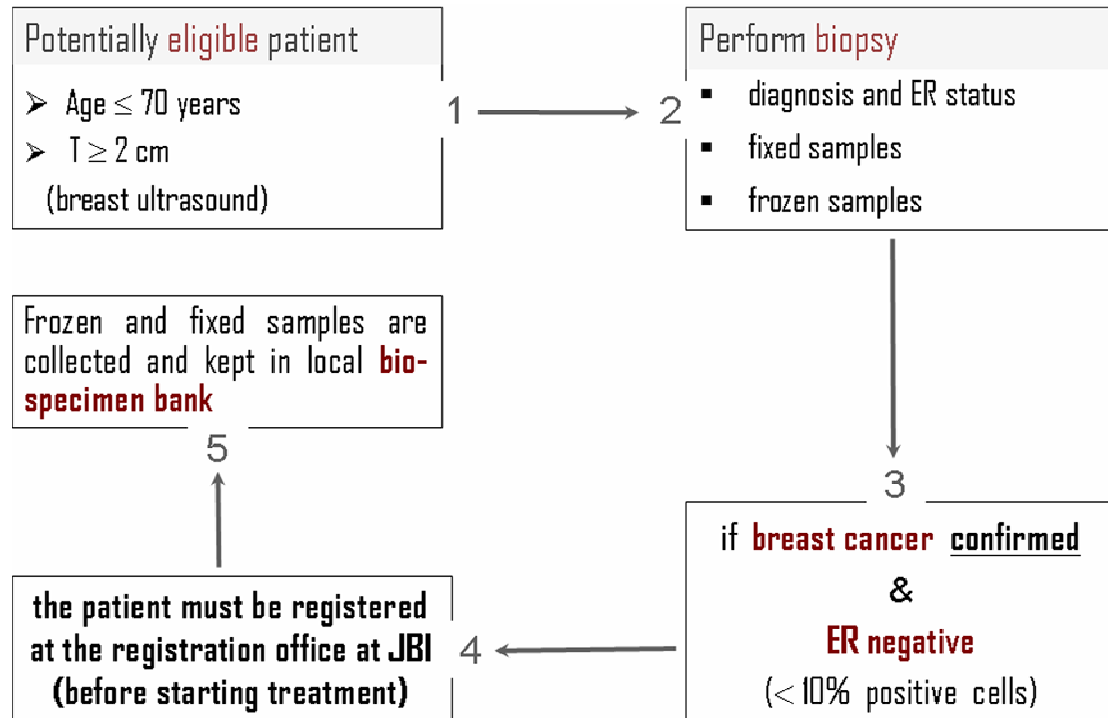 Potentially eligible patient
➢ Age ≤ 70 years
➢ T ≥ 2 cm
(breast ultrasound)
1
2
Perform biopsy
▪ diagnosis and ER status
▪ fixed samples
▪ frozen samples
3
if breast cancer confirmed
&
ER negative
(<10% positive cells)
4
the patient must be registered
at the registration office at JBI
(before starting treatment)
5
Frozen and fixed samples are
collected and kept in local bio-
specimen bank